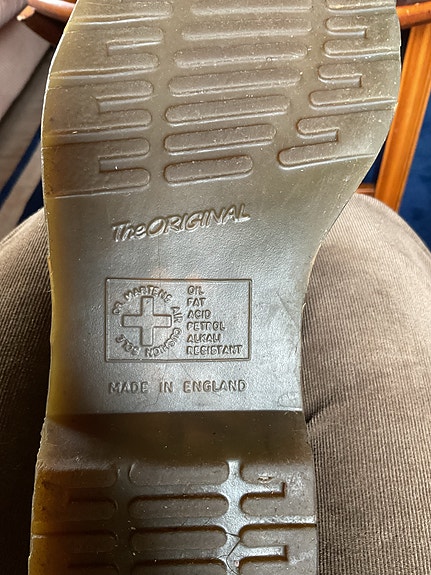 The ORIGINAL
DR. MARTENS AIR CUSHION SOLE
OIL
FAT
ACID
PETROL
ALKALI
RESISTANT
MADE IN ENGLAND